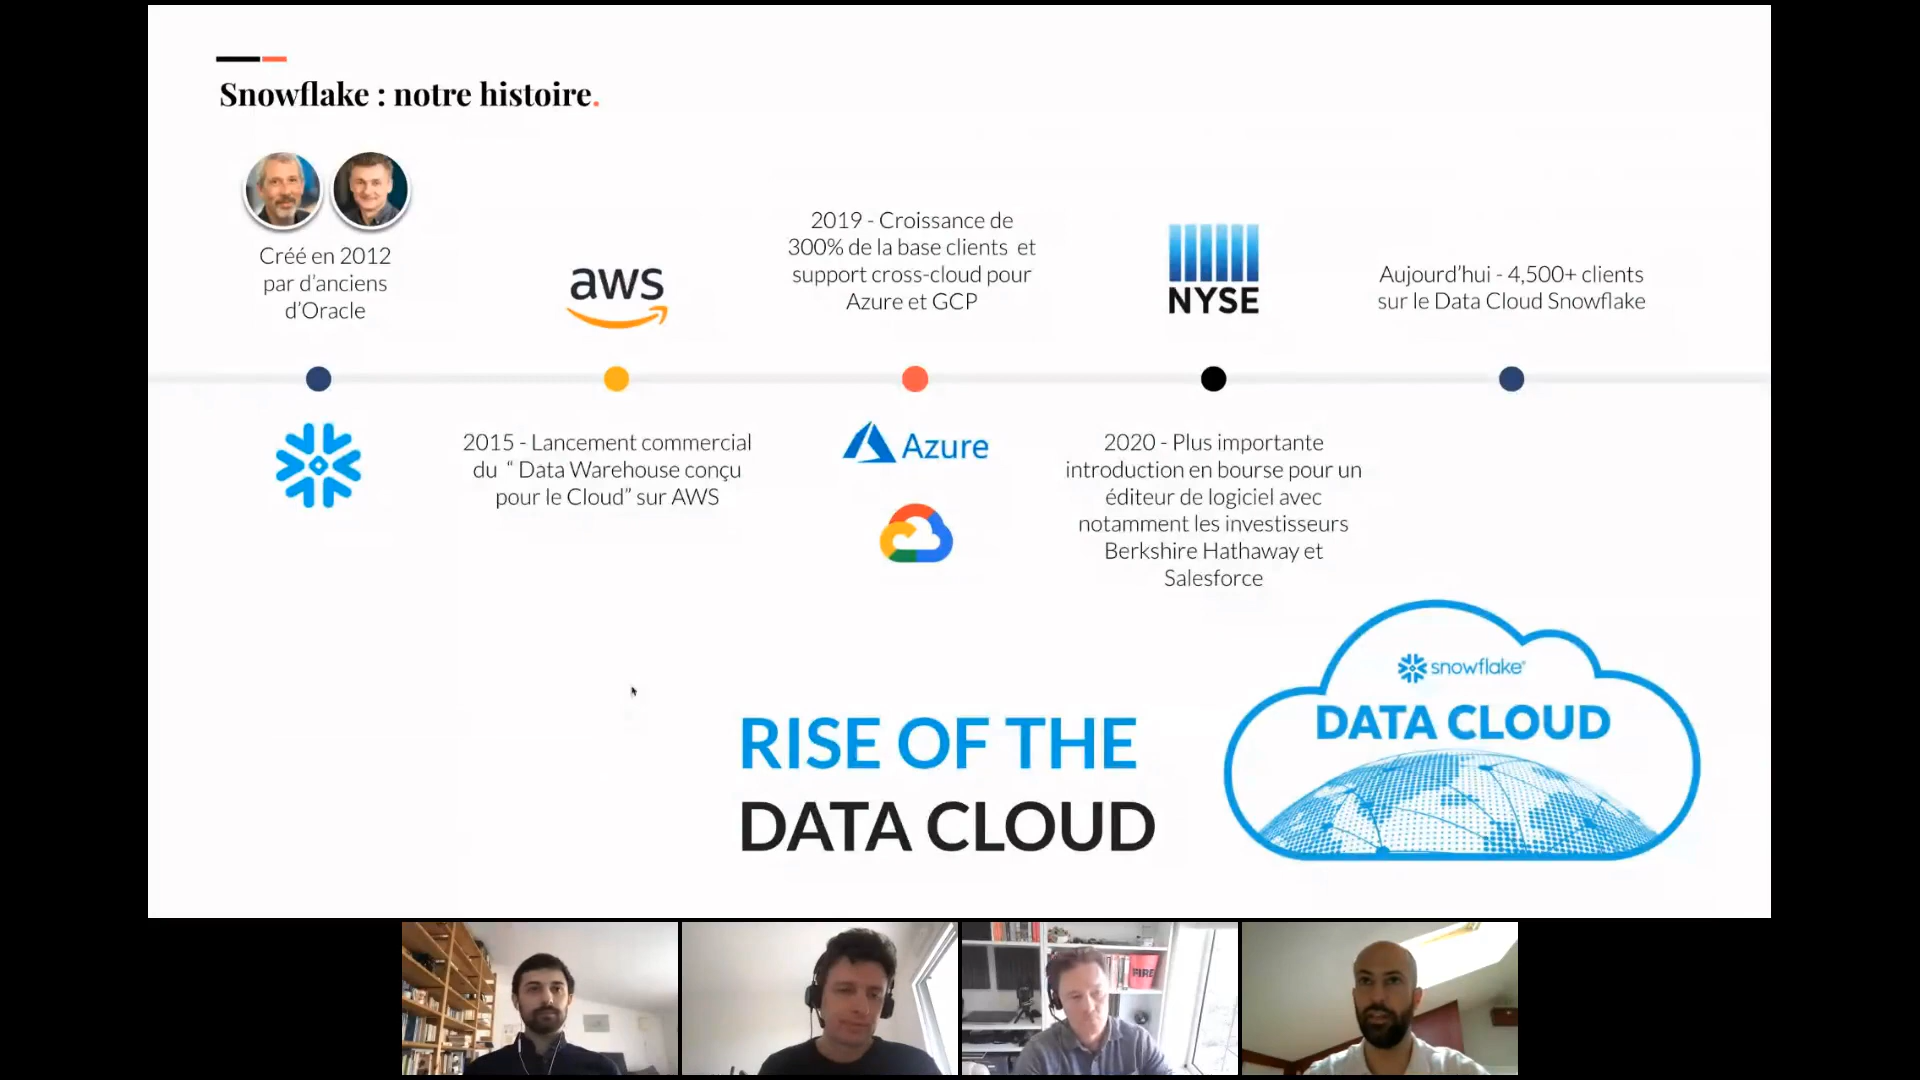 Snowflake : notre histoire.
Créé en 2012
par d'anciens
d'Oracle
aws
2019 - Croissance de
300% de la base clients et
support cross-cloud pour
Azure et GCP
NYSE
Aujourd'hui - 4,500+ clients
sur le Data Cloud Snowflake
2015 - Lancement commercial
du “ Data Warehouse conçu
pour le Cloud” sur AWS
Azure
2020 - Plus importante
introduction en bourse pour un
éditeur de logiciel avec
notamment les investisseurs
Berkshire Hathaway et
Salesforce
RISE OF THE
DATA CLOUD
snowflake®
DATA CLOUD
FIRE